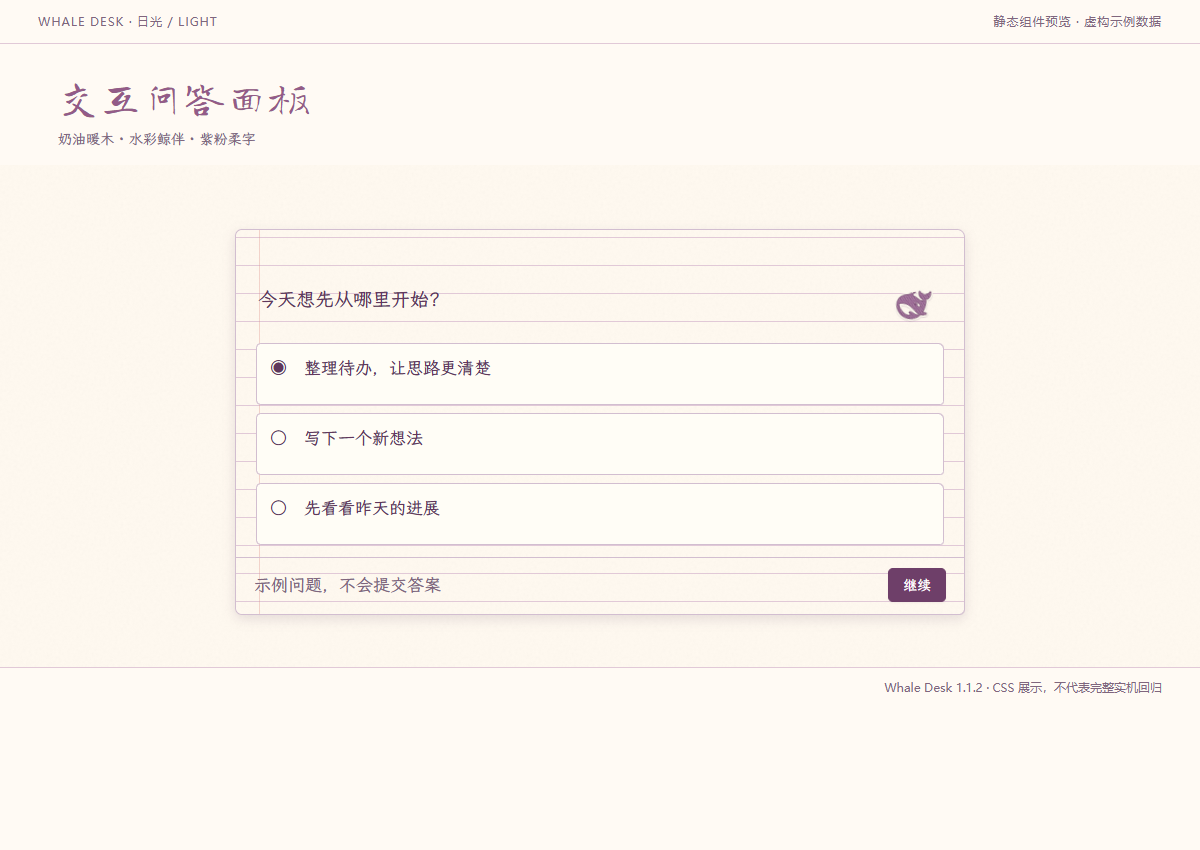 WHALE DESK · 日光 / LIGHT
静态组件预览 · 虚构示例数据
交互问答面板
奶油暖木 · 水彩鲸伴 · 紫粉柔字
今天想先从哪里开始？
整理待办，让思路更清楚
写下一个新想法
先看看昨天的进展
示例问题，不会提交答案
继续
Whale Desk 1.1.2 · CSS 展示，不代表完整实机回归